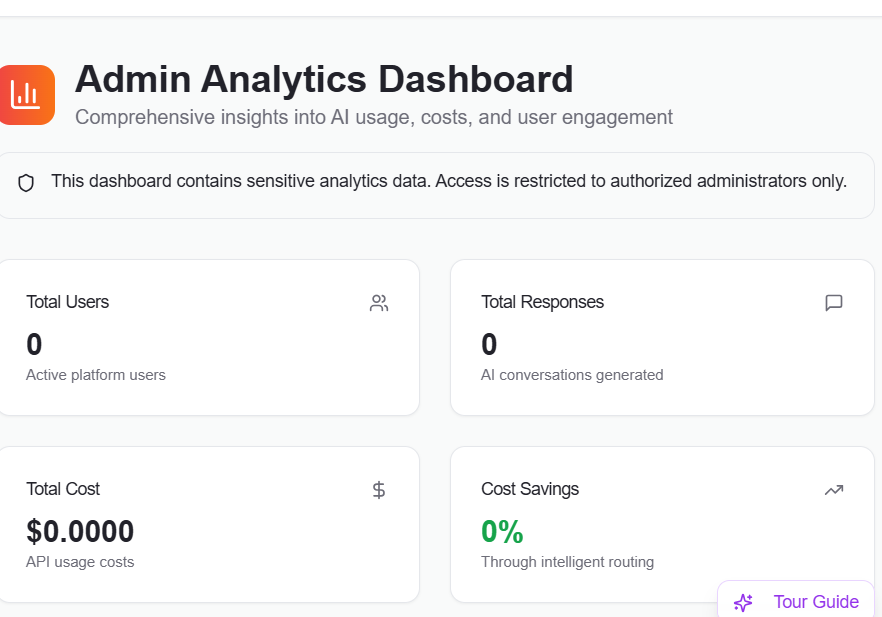 Admin Analytics Dashboard
Comprehensive insights into AI usage, costs, and user engagement
This dashboard contains sensitive analytics data. Access is restricted to authorized administrators only.
Total Users
0
Active platform users
Total Responses
0
AI conversations generated
Total Cost
$0.0000
API usage costs
Cost Savings
0%
Through intelligent routing
Tour Guide